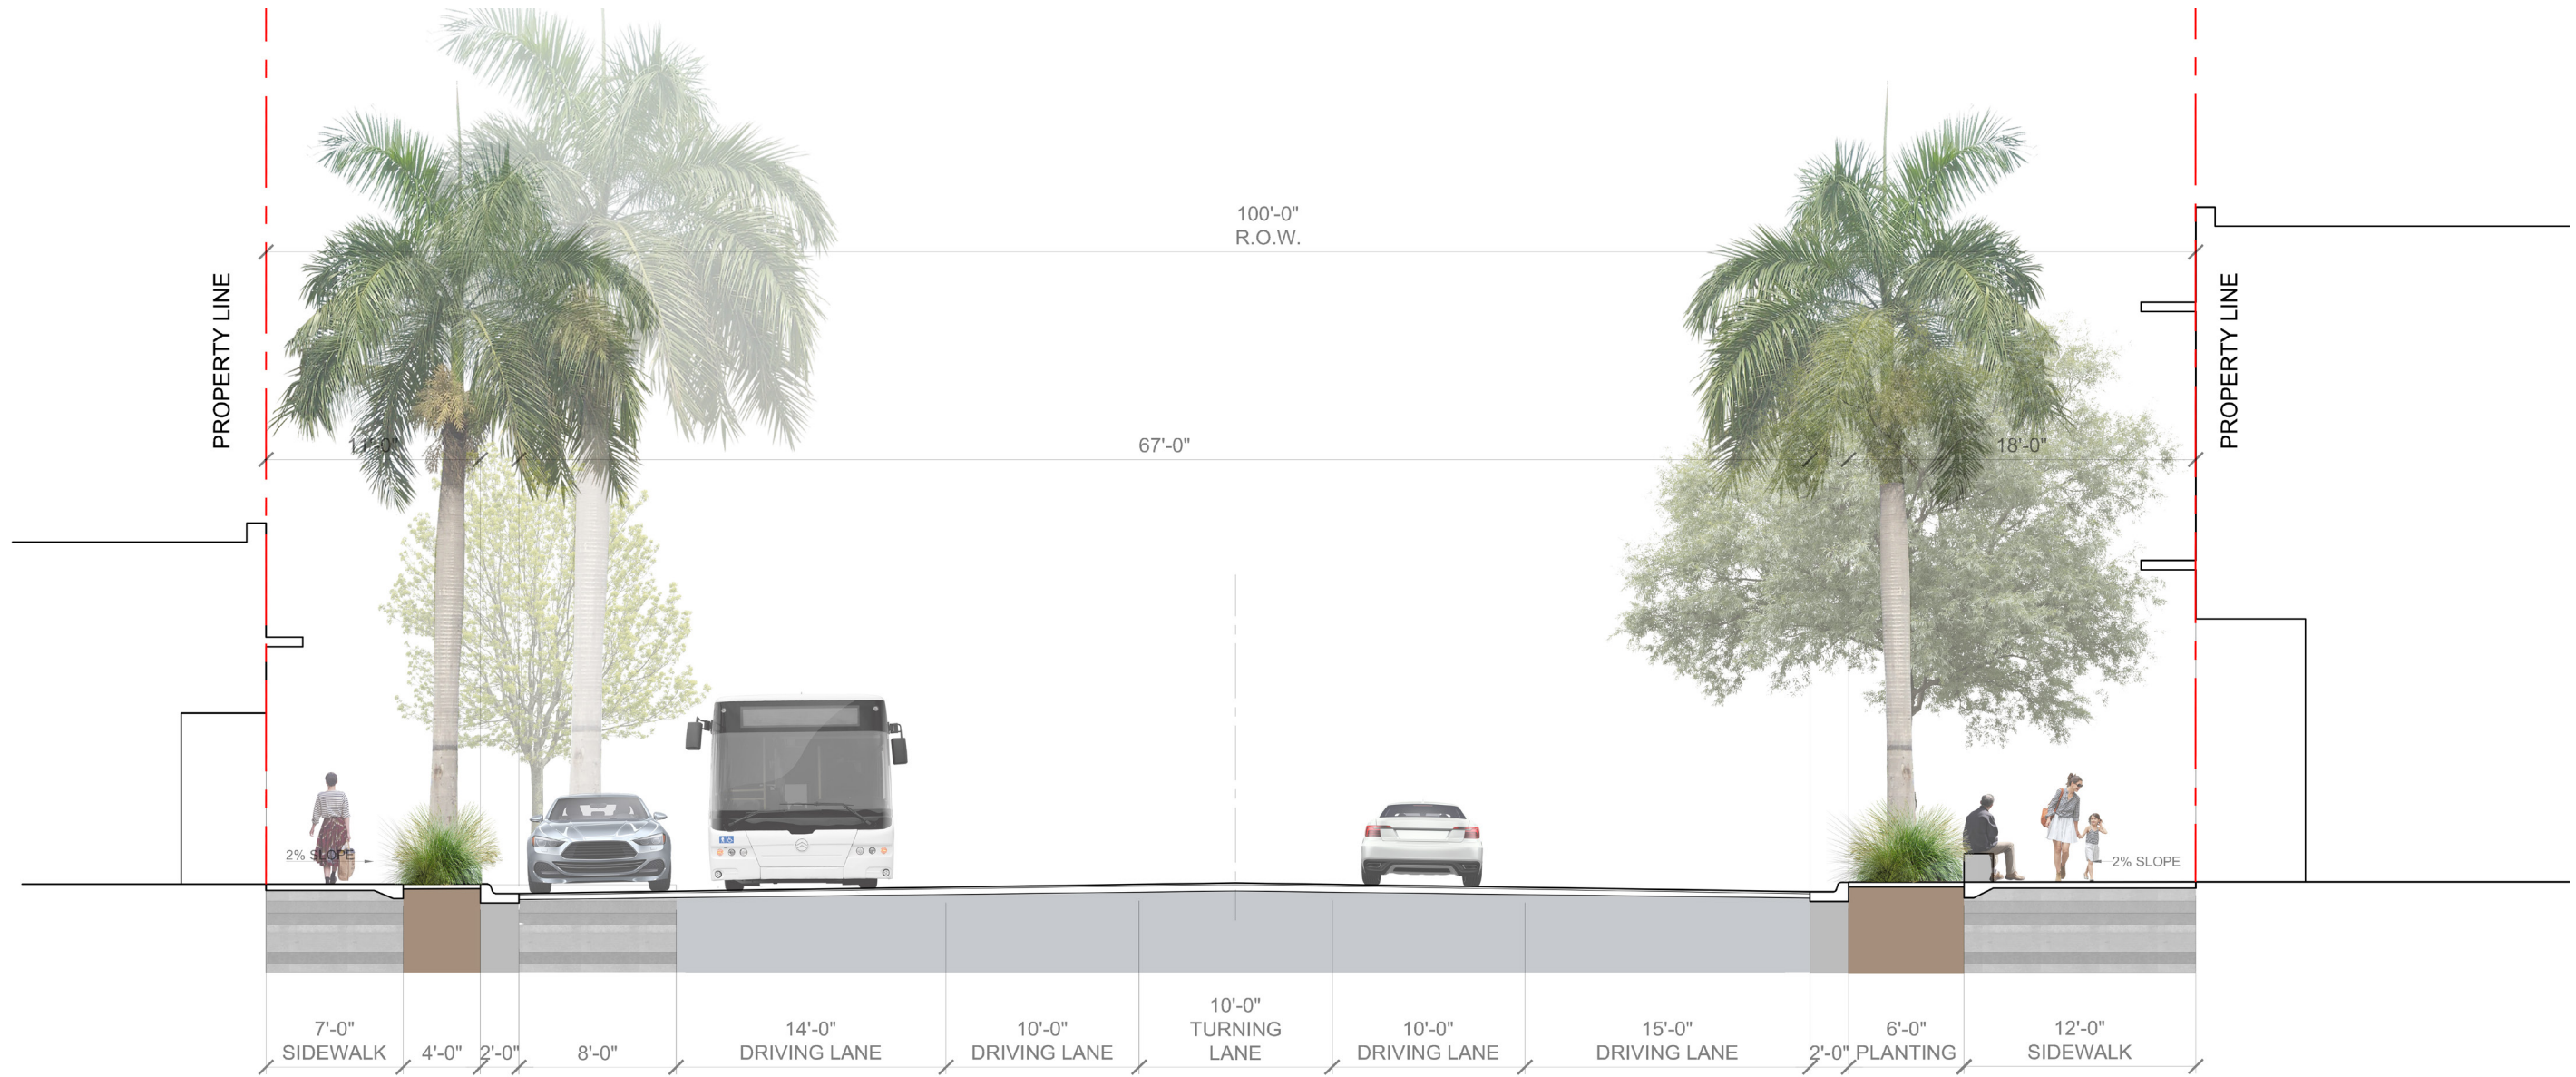 100'-0"
R.O.W.
PROPERTY LINE
PROPERTY LINE
11'-0"
67'-0"
18'-0"
2% SLOPE
2% SLOPE
7'-0"
SIDEWALK
4'-0"
2'-0"
8'-0"
14'-0"
DRIVING LANE
10'-0"
DRIVING LANE
10'-0"
TURNING
LANE
10'-0"
DRIVING LANE
15'-0"
DRIVING LANE
2'-0"
6'-0"
PLANTING
12'-0"
SIDEWALK